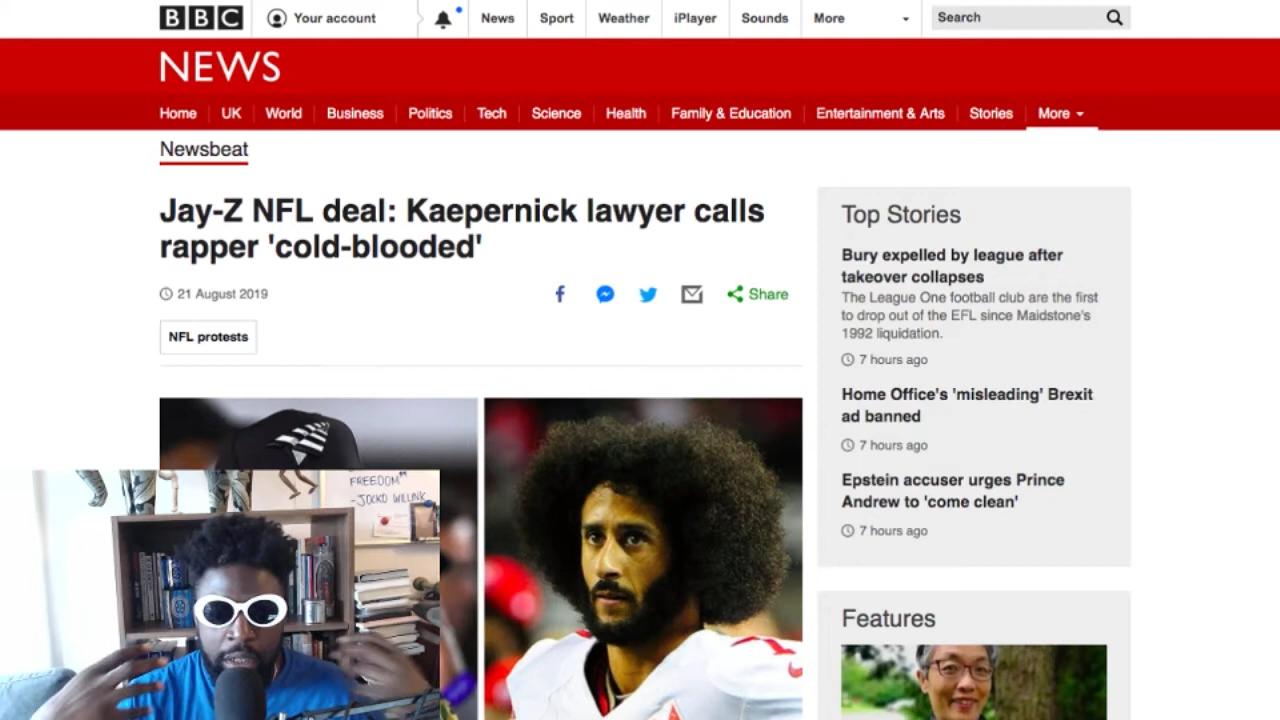 BBC
Your account
News
Sport
Weather
iPlayer
Sounds
More
Search
NEWS
Home
UK
World
Business
Politics
Tech
Science
Health
Family & Education
Entertainment & Arts
Stories
More
Newsbeat
Jay-Z NFL deal: Kaepernick lawyer calls
rapper 'cold-blooded'
21 August 2019
Share
NFL protests
Top Stories
Bury expelled by league after
takeover collapses
The League One football club are the first
to drop out of the EFL since Maidstone's
1992 liquidation.
7 hours ago
Home Office's 'misleading' Brexit
ad banned
7 hours ago
Epstein accuser urges Prince
Andrew to 'come clean'
7 hours ago
Features
FREEDOM"
-JOCKO WILLINK